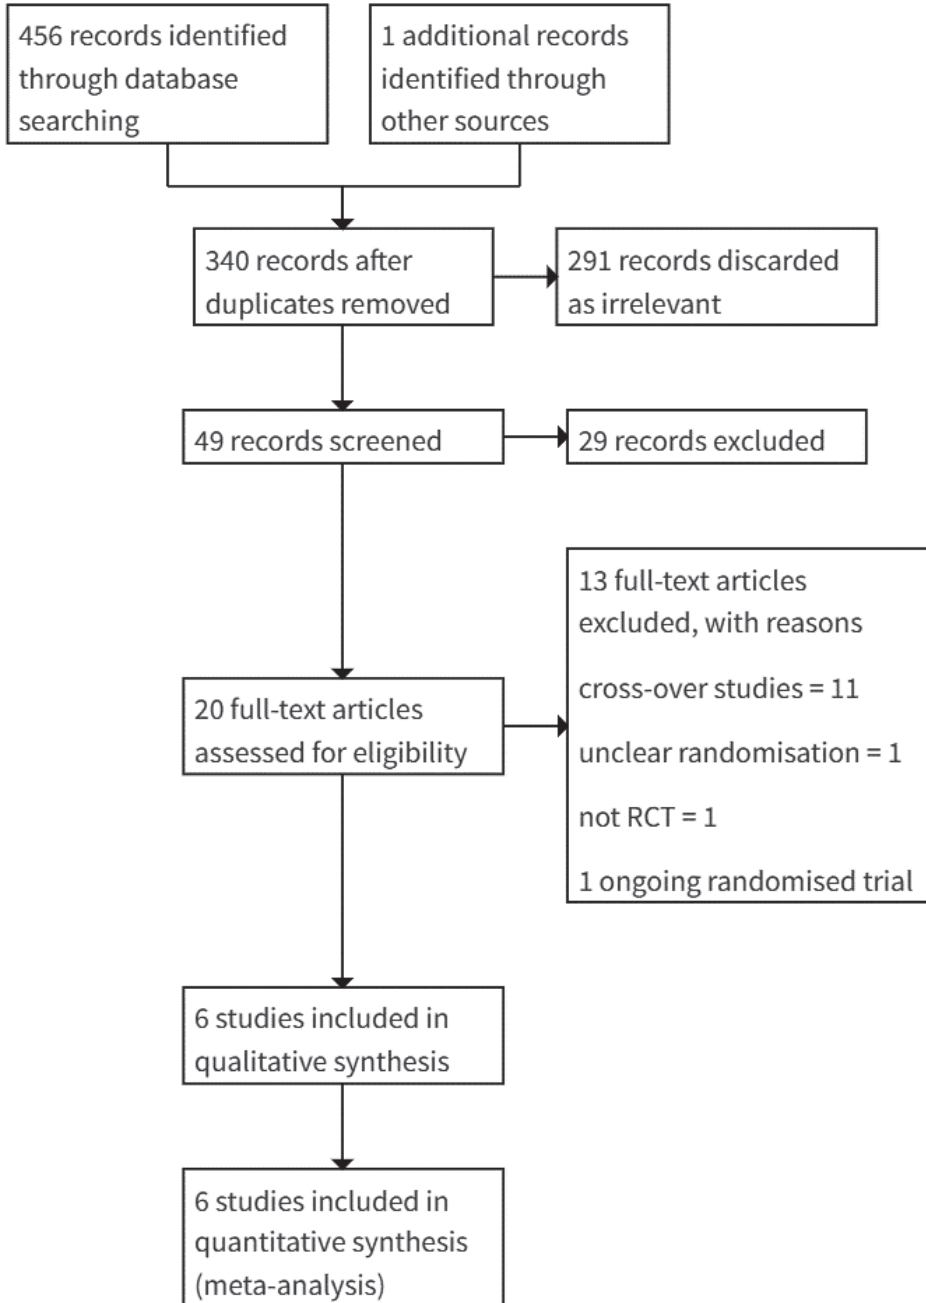 456 records identified
through database
searching
1 additional records
identified through
other sources
340 records after
duplicates removed
291 records discarded
as irrelevant
49 records screened
29 records excluded
13 full-text articles
excluded, with reasons
cross-over studies = 11
unclear randomisation = 1
not RCT = 1
1 ongoing randomised trial
20 full-text articles
assessed for eligibility
6 studies included in
qualitative synthesis
6 studies included in
quantitative synthesis
(meta-analysis)